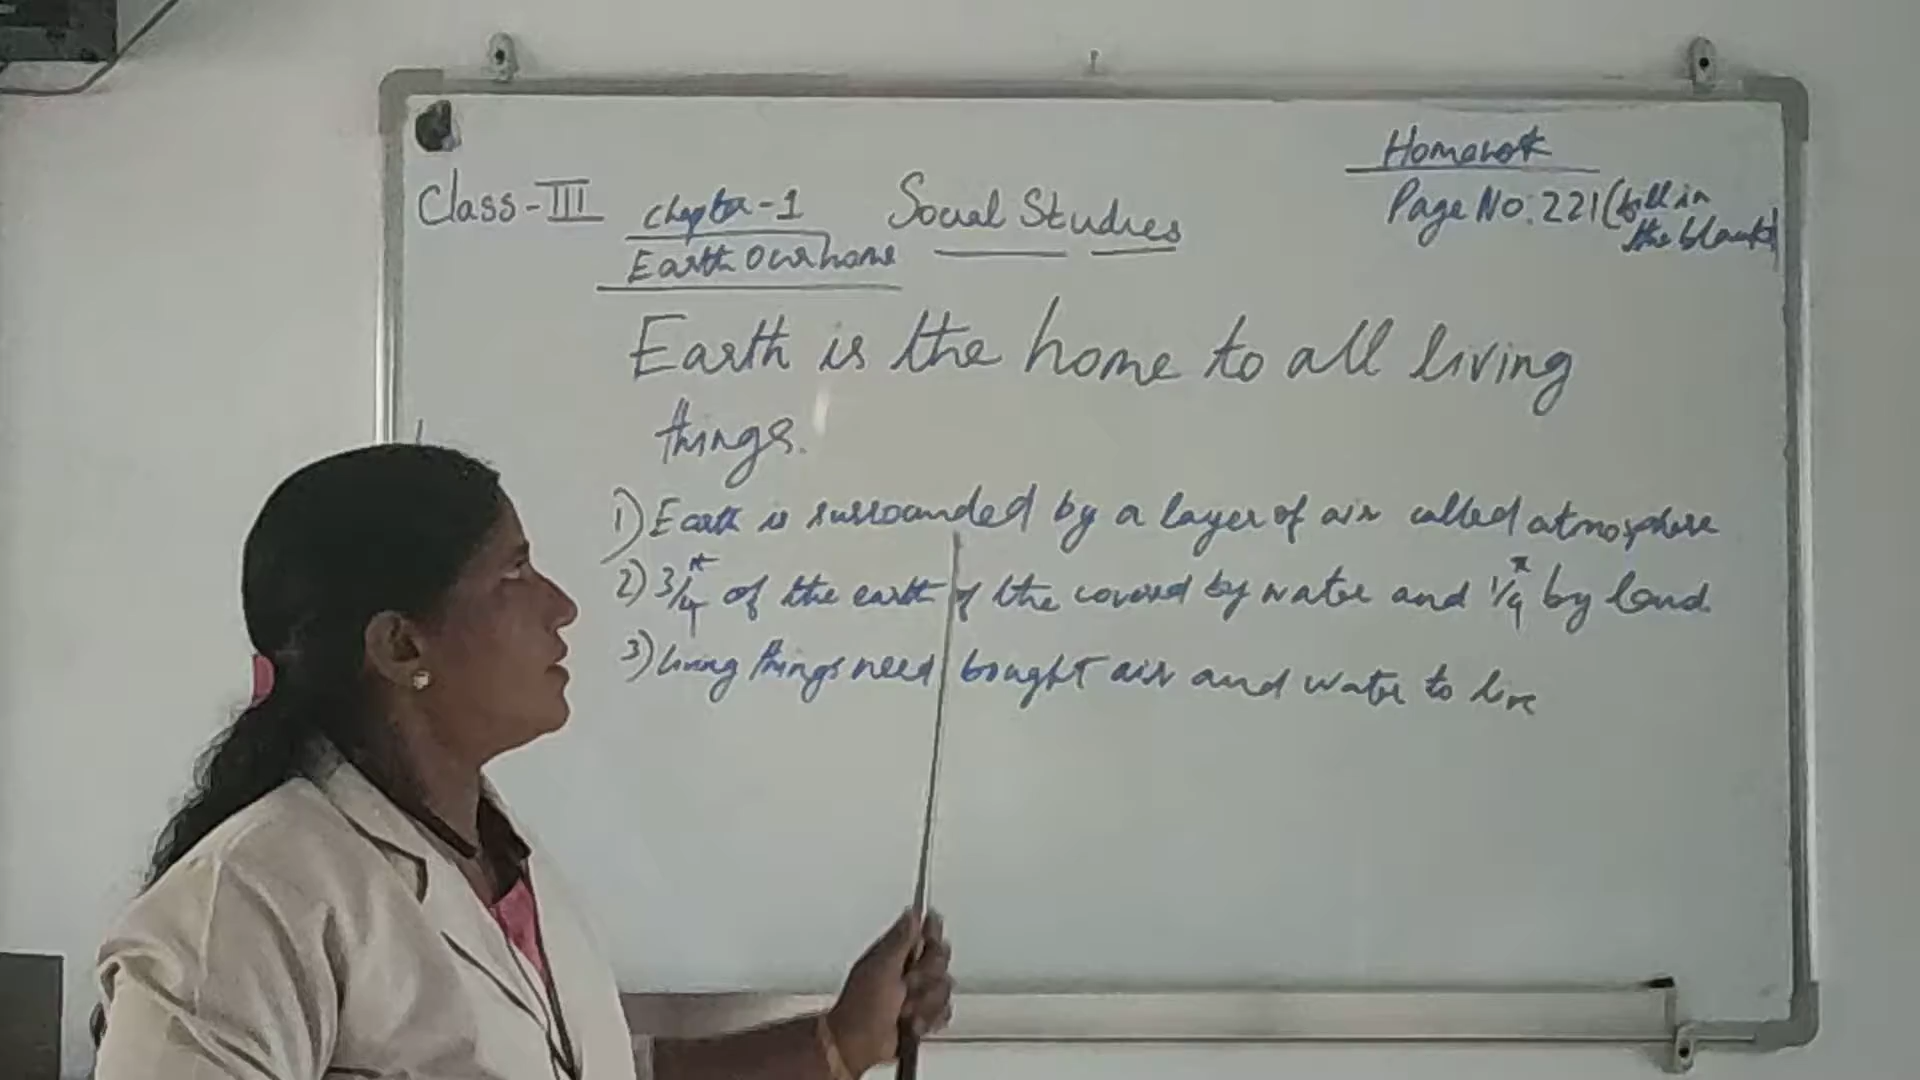 Homework
Class-III chapter-1 Social Studies
Page No: 221 (fill in
the blanks)
Earth Our home
Earth is the home to all living
things.
1) Earth is surrounded by a layer of air called atmosphere
2) 3/4 of the earth of the covered by water and 1/4 by land.
3) living things need bought air and water to live